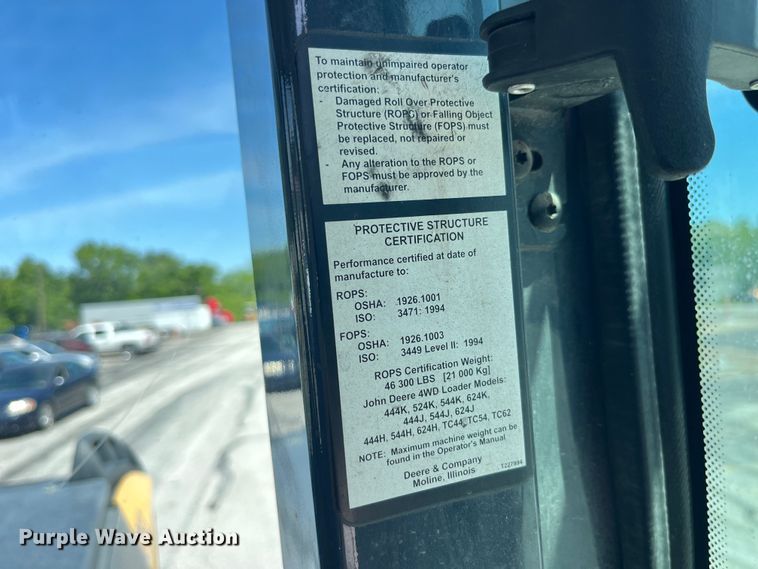 To maintain unimpaired operator
protection and manufacturer's
certification:
- Damaged Roll Over Protective
Structure (ROPS) or Falling Object
Protective Structure (FOPS) must
be replaced, not repaired or
revised.
- Any alteration to the ROPS or
FOPS must be approved by the
manufacturer.
PROTECTIVE STRUCTURE
CERTIFICATION
Performance certified at date of
manufacture to:
ROPS:
OSHA: 1926.1001
ISO: 3471: 1994
FOPS:
OSHA: 1926.1003
ISO: 3449 Level II: 1994
ROPS Certification Weight:
46 300 LBS [21 000 Kg]
John Deere 4WD Loader Models:
444K, 524K, 544K, 624K,
444J, 544J, 624J
444H, 544H, 624H, TC44, TC54, TC62
NOTE: Maximum machine weight can be
found in the Operator's Manual
Deere & Company
Moline, Illinois T227994
Purple Wave Auction